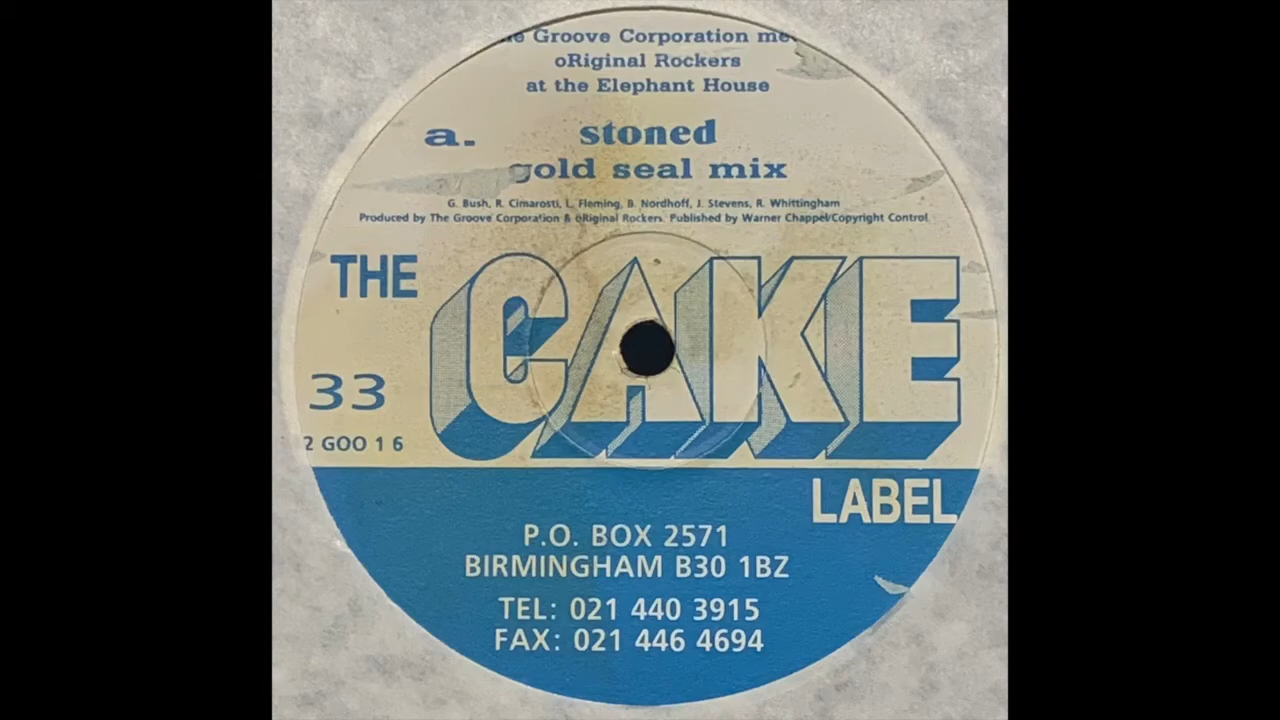 Groove Corporation
oRiginal Rockers
at the Elephant House
a. stoned
gold seal mix
G. Bush, R. Cimarosti, L. Fleming, B. Nordhoff, J. Stevens, R. Whittingham
Produced by The Groove Corporation & oRiginal Rockers. Published by Warner Chappel/Copyright Control
THE CAKE
33
2 GOO 1 6
LABEL
P.O. BOX 2571
BIRMINGHAM B30 1BZ
TEL: 021 440 3915
FAX: 021 446 4694